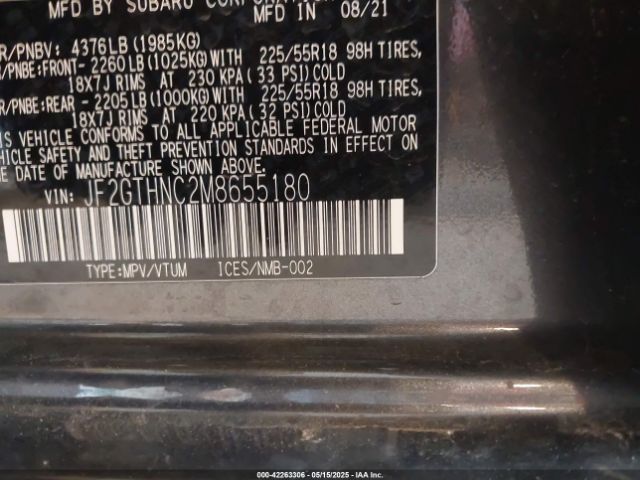 MFD BY SUBARU CORPORATION
MFD IN 08/21
R/PNBV: 4376LB (1985KG)
R/PNBE:FRONT- 2260LB (1025KG) WITH 225/55R18 98H TIRES,
18X7J RIMS AT 230 KPA (33 PSI) COLD
R/PNBE:REAR - 2205LB (1000KG) WITH 225/55R18 98H TIRES,
18X7J RIMS AT 220 KPA (32 PSI) COLD
IS VEHICLE CONFORMS TO ALL APPLICABLE FEDERAL MOTOR
VEHICLE SAFETY AND THEFT PREVENTION STANDARDS IN EFFECT ON
E DATE OF MANUFACTURE SHOWN ABOVE.
VIN: JF2GTHNC2M8655180
TYPE:MPV/VTUM ICES/NMB-002
000-42263306 - 05/15/2025 - IAAI.com